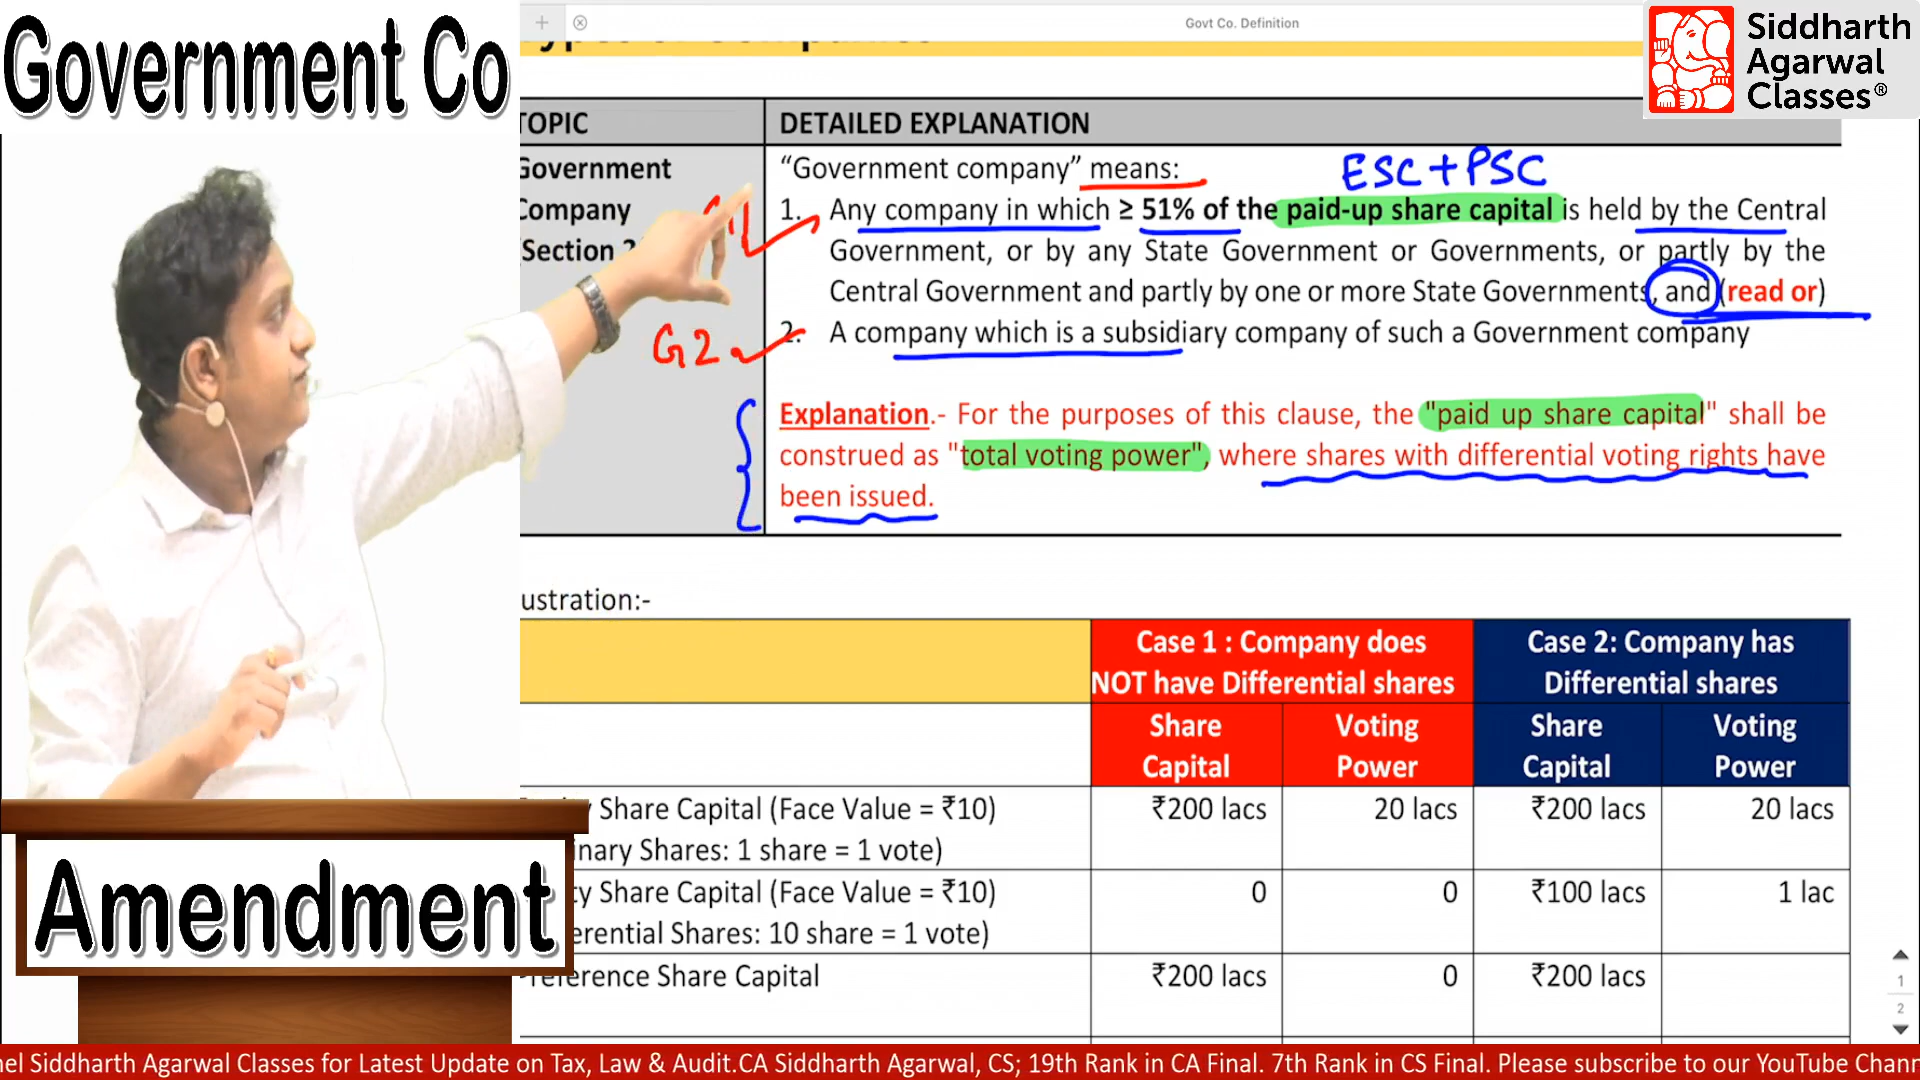 Government Co
Govt Co. Definition
Siddharth
Agarwal
Classes®
TOPIC
DETAILED EXPLANATION
Government
Company
(Section
"Government company" means:
ESC + PSC
1. Any company in which ≥ 51% of the paid-up share capital is held by the Central
Government, or by any State Government or Governments, or partly by the
Central Government and partly by one or more State Governments, and (read or)
G2
2. A company which is a subsidiary company of such a Government company
Explanation.- For the purposes of this clause, the "paid up share capital" shall be
construed as "total voting power", where shares with differential voting rights have
been issued.
ustration:-
Case 1 : Company does
NOT have Differential shares
Case 2: Company has
Differential shares
Share
Capital
Voting
Power
Share
Capital
Voting
Power
Share Capital (Face Value = ₹10)
inary Shares: 1 share = 1 vote)
₹200 lacs
20 lacs
₹200 lacs
20 lacs
ty Share Capital (Face Value = ₹10)
erential Shares: 10 share = 1 vote)
0
0
₹100 lacs
1 lac
reference Share Capital
₹200 lacs
0
₹200 lacs
1
2
Amendment
nel Siddharth Agarwal Classes for Latest Update on Tax, Law & Audit.CA Siddharth Agarwal, CS; 19th Rank in CA Final. 7th Rank in CS Final. Please subscribe to our YouTube Chann